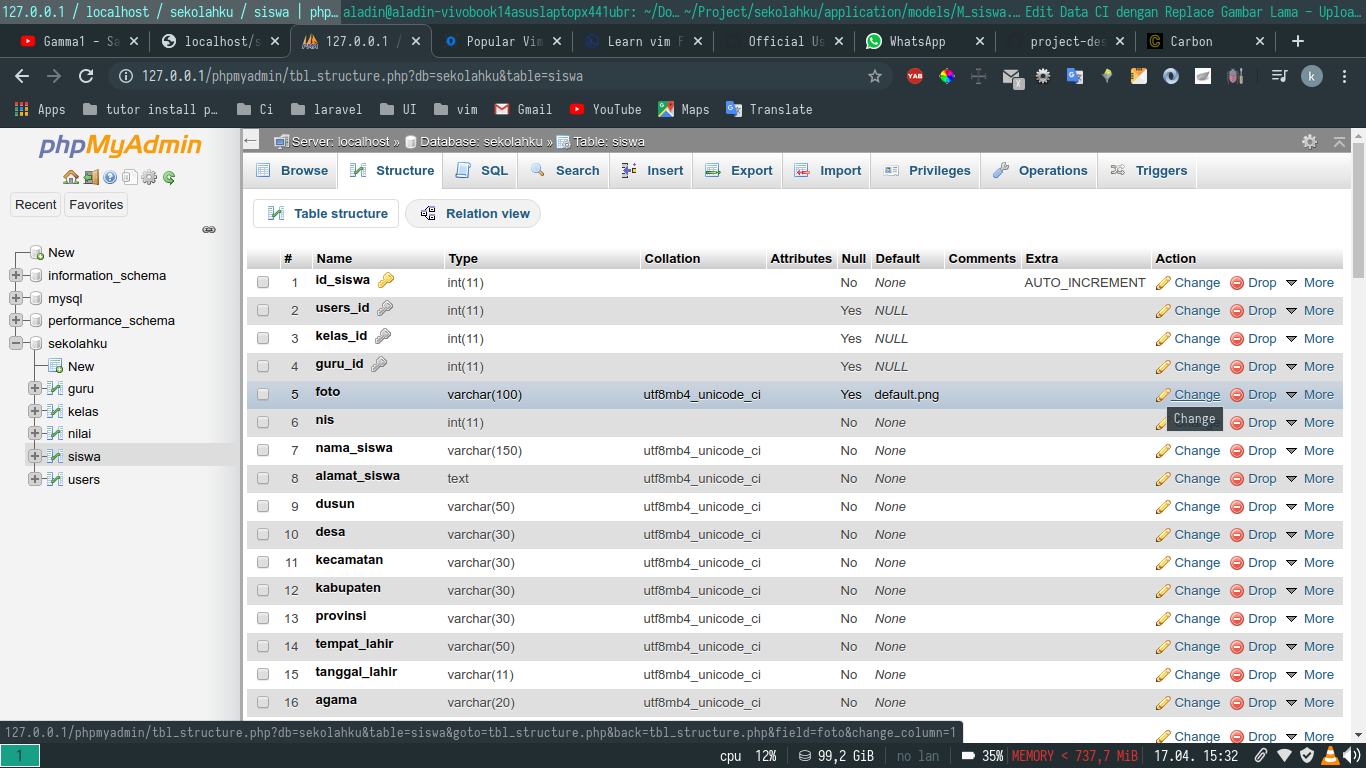 127.0.0.1 / localhost / sekolahku / siswa | php… aladin@aladin-vivobook14asuslaptopx441ubr: ~/Do… ~/Project/sekolahku/application/models/M_siswa.… Edit Data CI dengan Replace Gambar Lama – Uploa…
Gamma1 - Sa localhost/s 127.0.0.1 / Popular Vim Learn vim F Official Us WhatsApp project-des Carbon
127.0.0.1/phpmyadmin/tbl_structure.php?db=sekolahku&table=siswa YAB x k
Apps tutor install p… Ci laravel UI vim Gmail YouTube Maps Translate
phpMyAdmin
Recent Favorites
New
information_schema
mysql
performance_schema
sekolahku
New
guru
kelas
nilai
siswa
users
Server: localhost » Database: sekolahku » Table: siswa
Browse Structure SQL Search Insert Export Import Privileges Operations Triggers
Table structure Relation view
# Name Type Collation Attributes Null Default Comments Extra Action
1 id_siswa int(11) No None AUTO_INCREMENT Change Drop More
2 users_id int(11) Yes NULL Change Drop More
3 kelas_id int(11) Yes NULL Change Drop More
4 guru_id int(11) Yes NULL Change Drop More
5 foto varchar(100) utf8mb4_unicode_ci Yes default.png Change Drop More
Change
6 nis int(11) No None Drop More
7 nama_siswa varchar(150) utf8mb4_unicode_ci No None Change Drop More
8 alamat_siswa text utf8mb4_unicode_ci No None Change Drop More
9 dusun varchar(50) utf8mb4_unicode_ci No None Change Drop More
10 desa varchar(30) utf8mb4_unicode_ci No None Change Drop More
11 kecamatan varchar(30) utf8mb4_unicode_ci No None Change Drop More
12 kabupaten varchar(30) utf8mb4_unicode_ci No None Change Drop More
13 provinsi varchar(30) utf8mb4_unicode_ci No None Change Drop More
14 tempat_lahir varchar(50) utf8mb4_unicode_ci No None Change Drop More
15 tanggal_lahir varchar(11) utf8mb4_unicode_ci No None Change Drop More
16 agama varchar(20) utf8mb4_unicode_ci No None Change Drop More
Change Drop More
127.0.0.1/phpmyadmin/tbl_structure.php?db=sekolahku&table=siswa&goto=tbl_structure.php&back=tbl_structure.php&field=foto&change_column=1
1 cpu 12% 99,2 GiB no lan 35% MEMORY < 737,7 MiB 17.04. 15:32